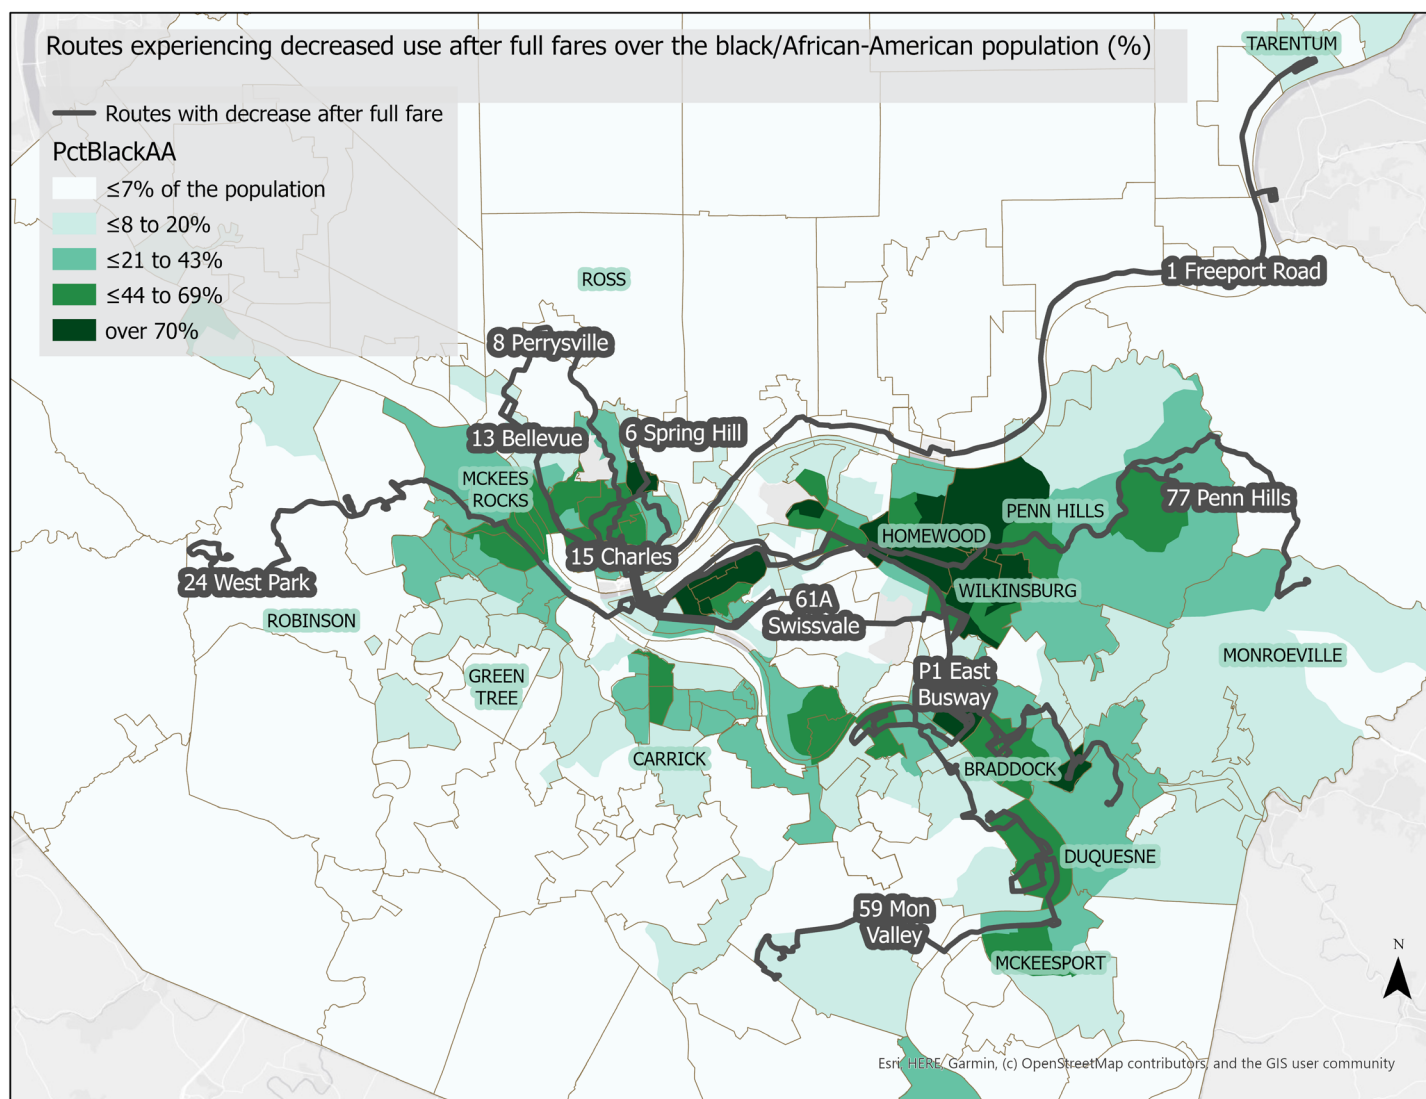 Routes experiencing decreased use after full fares over the black/African-American population (%)
Routes with decrease after full fare
PctBlackAA
≤7% of the population
≤8 to 20%
≤21 to 43%
≤44 to 69%
over 70%
TARENTUM
1 Freeport Road
ROSS
8 Perrysville
13 Bellevue
6 Spring Hill
MCKEES
ROCKS
77 Penn Hills
PENN HILLS
HOMEWOOD
15 Charles
24 West Park
WILKINSBURG
61A
Swissvale
ROBINSON
MONROEVILLE
GREEN
TREE
P1 East
Busway
CARRICK
BRADDOCK
DUQUESNE
59 Mon
Valley
MCKEESPORT
N
Esri, HERE, Garmin, (c) OpenStreetMap contributors, and the GIS user community